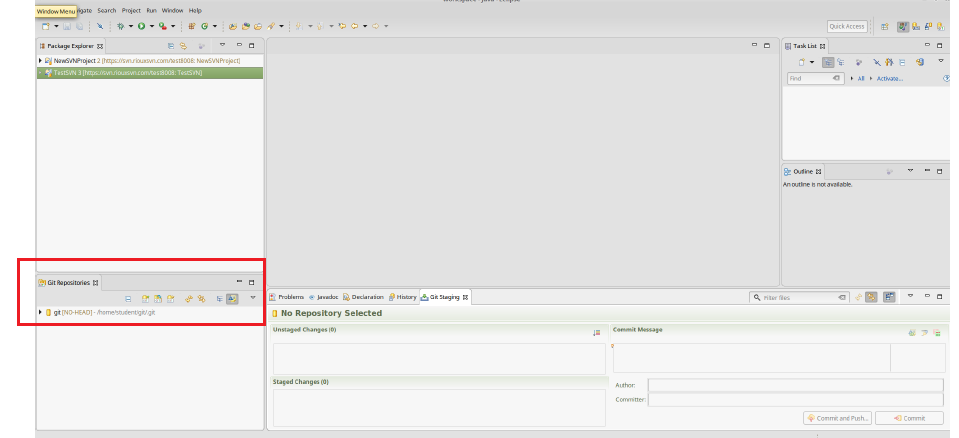 workspace - Java - Eclipse
Window Menu
gate Search Project Run Window Help
Quick Access
Package Explorer
NewSVNProject 2 [https://svn.riouxsvn.com/test8008: NewSVNProject]
TestSVN 3 [https://svn.riouxsvn.com/test8008: TestSVN]
Task List
Find
All
Activate...
Outline
An outline is not available.
Git Repositories
git [NO-HEAD] - /home/student/git/.git
Problems
@ Javadoc
Declaration
History
Git Staging
Filter files
No Repository Selected
Unstaged Changes (0)
Commit Message
Staged Changes (0)
Author:
Committer:
Commit and Push...
Commit